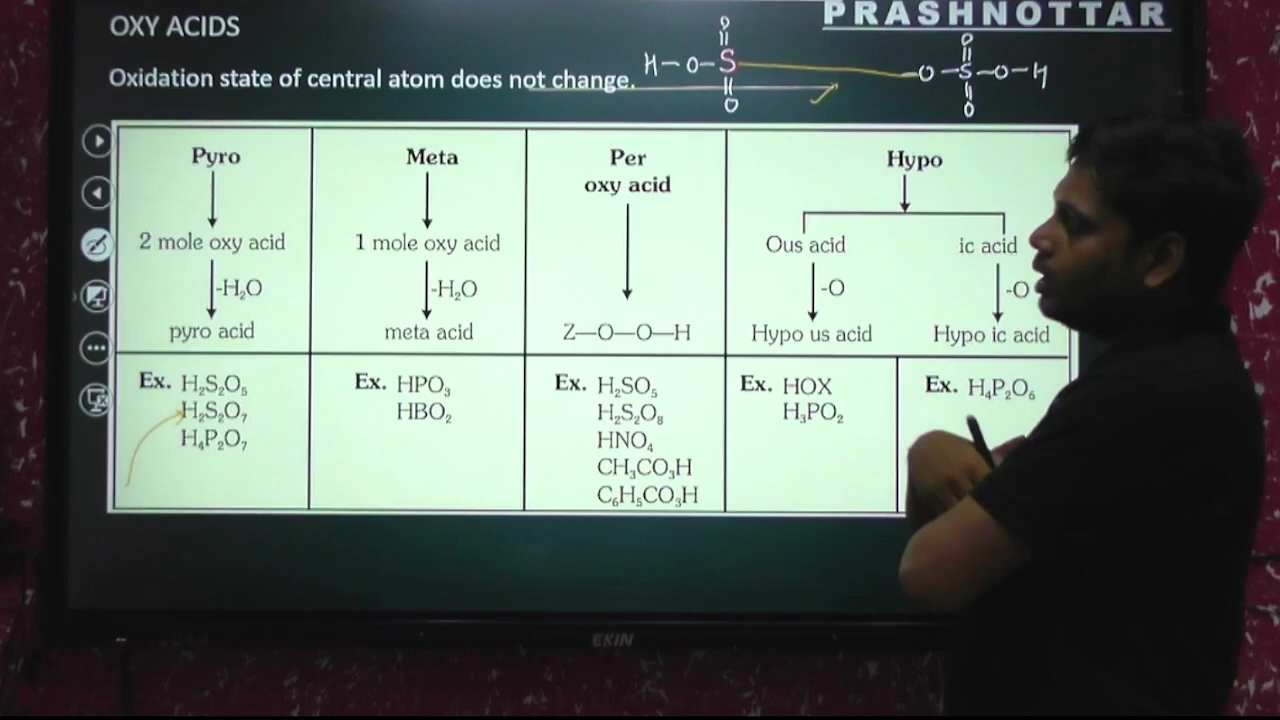 OXY ACIDS
PRASHNOTTAR
Oxidation state of central atom does not change.
O O
H-O-S-O-S-O-H
O O
Pyro
2 mole oxy acid
-H₂O
pyro acid
Ex. H₂S₂O₅
H₂S₂O₇
H₄P₂O₇
Meta
1 mole oxy acid
-H₂O
meta acid
Ex. HPO₃
HBO₂
Per
oxy acid
Z—O—O—H
Ex. H₂SO₅
H₂S₂O₈
HNO₄
CH₃CO₃H
C₆H₅CO₃H
Hypo
Ous acid
-O
Hypo us acid
Ex. HOX
H₃PO₂
ic acid
-O
Hypo ic acid
Ex. H₄P₂O₆
EKIN